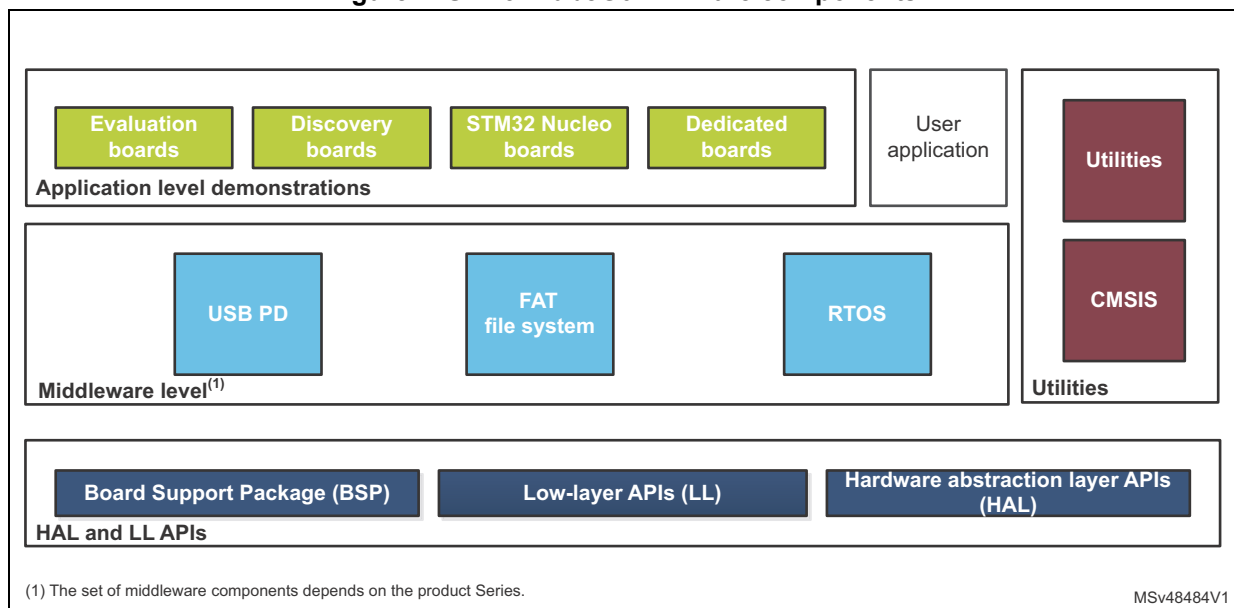 Evaluation
boards
Discovery
boards
STM32 Nucleo
boards
Dedicated
boards
Application level demonstrations
User
application
Utilities
CMSIS
Utilities
USB PD
FAT
file system
RTOS
Middleware level(1)
Board Support Package (BSP)
Low-layer APIs (LL)
Hardware abstraction layer APIs
(HAL)
HAL and LL APIs
(1) The set of middleware components depends on the product Series.
MSv48484V1